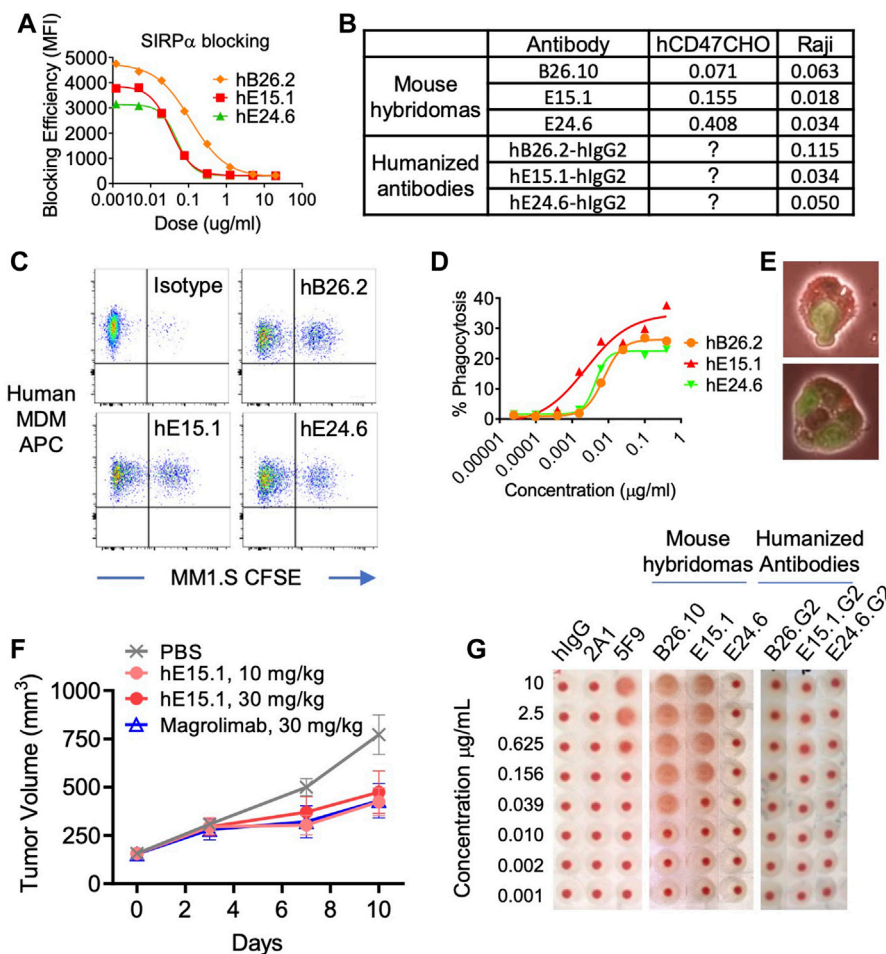 A
SIRPα blocking
Blocking Efficiency (MFI)
5000
4000
3000
2000
1000
0
0.001
0.01
0.1
1
10
100
Dose (ug/ml)
hB26.2
hE15.1
hE24.6
B
Antibody hCD47CHO Raji
Mouse hybridomas
B26.10 0.071 0.063
E15.1 0.155 0.018
E24.6 0.408 0.034
Humanized antibodies
hB26.2-hIgG2 ? 0.115
hE15.1-hIgG2 ? 0.034
hE24.6-hIgG2 ? 0.050
C
Isotype
hB26.2
hE15.1
hE24.6
Human
MDM
APC
MM1.S CFSE
D
% Phagocytosis
40
30
20
10
0
0.00001
0.0001
0.001
0.01
0.1
1
Concentration (μg/ml)
hB26.2
hE15.1
hE24.6
E
F
PBS
hE15.1, 10 mg/kg
hE15.1, 30 mg/kg
Magrolimab, 30 mg/kg
Tumor Volume (mm³)
1000
750
500
250
0
0 2 4 6 8 10
Days
G
Mouse
hybridomas
Humanized
Antibodies
hIgG
2A1
5F9
B26.10
E15.1
E24.6
B26.G2
E15.1.G2
E24.6.G2
Concentration μg/mL
10
2.5
0.625
0.156
0.039
0.010
0.002
0.001